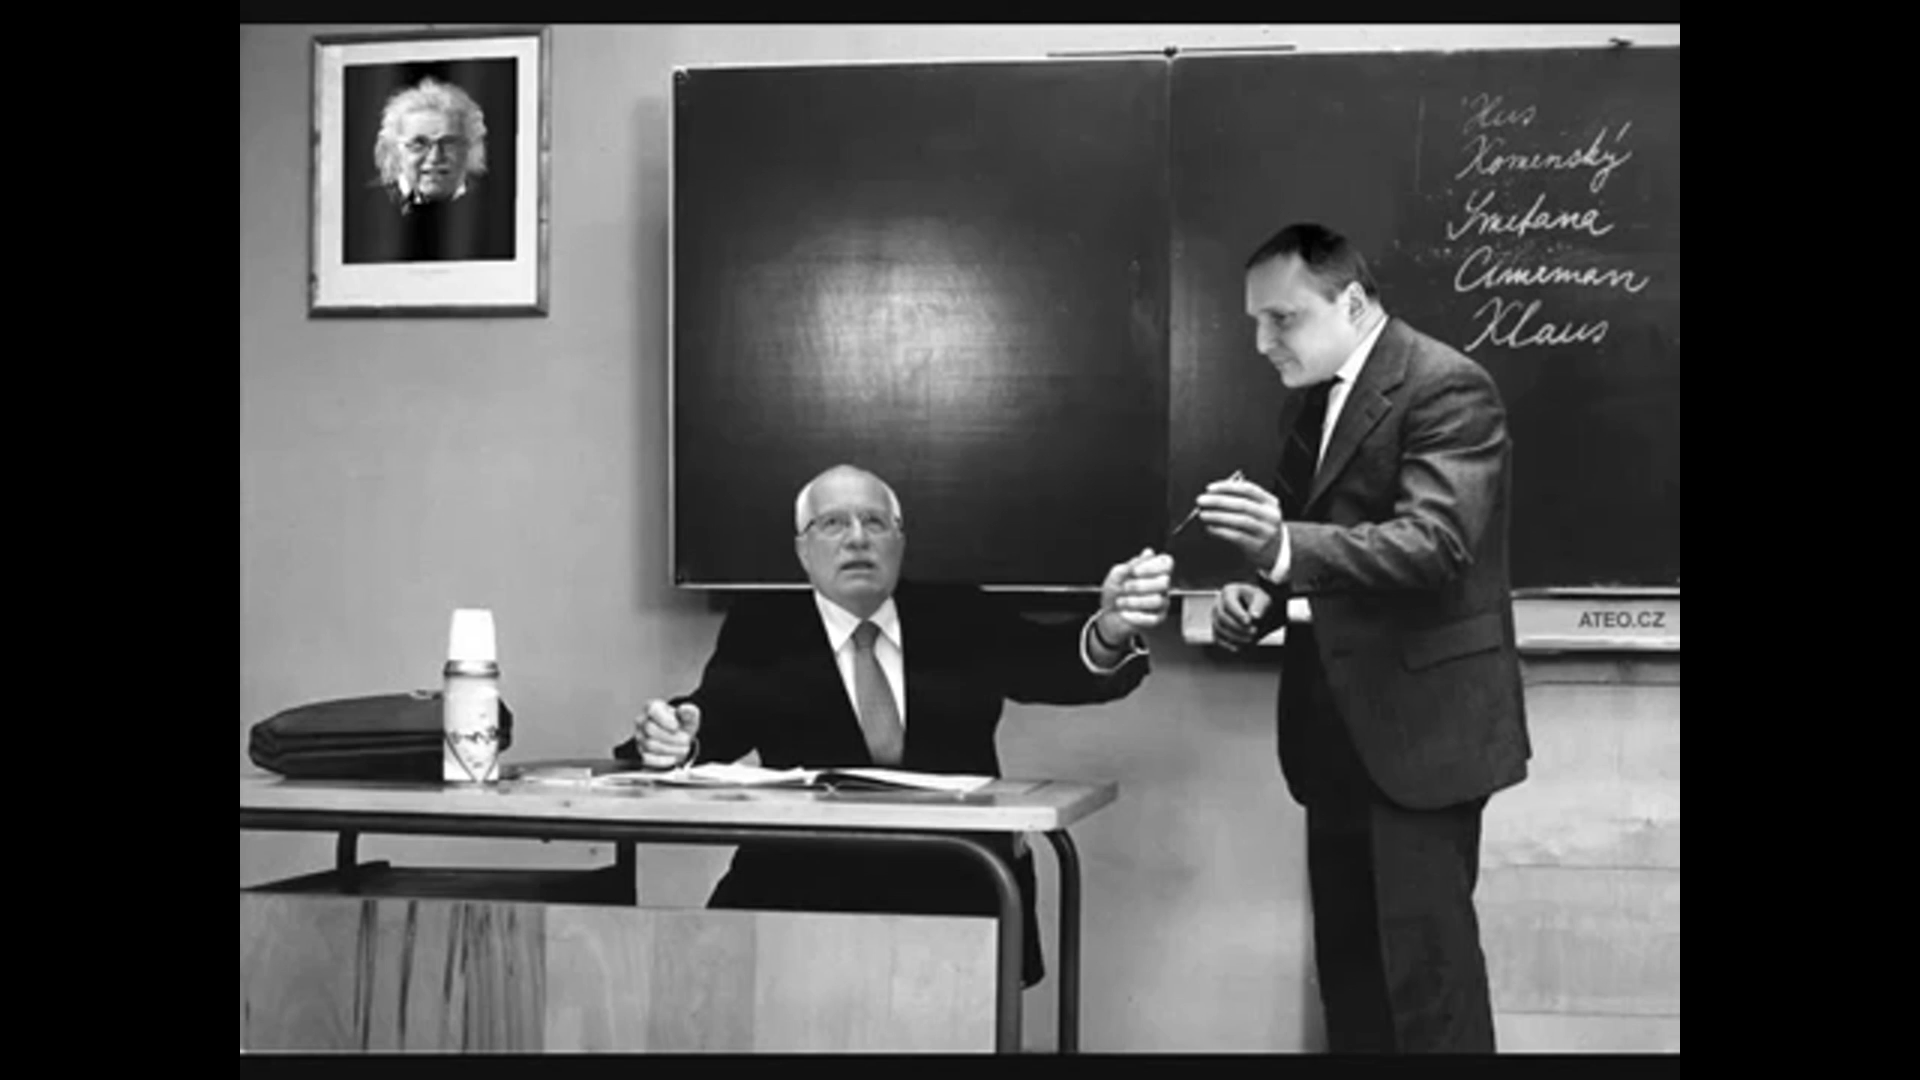 Hus
Komenský
Smetana
Cimrman
Klaus
ATEO.CZ